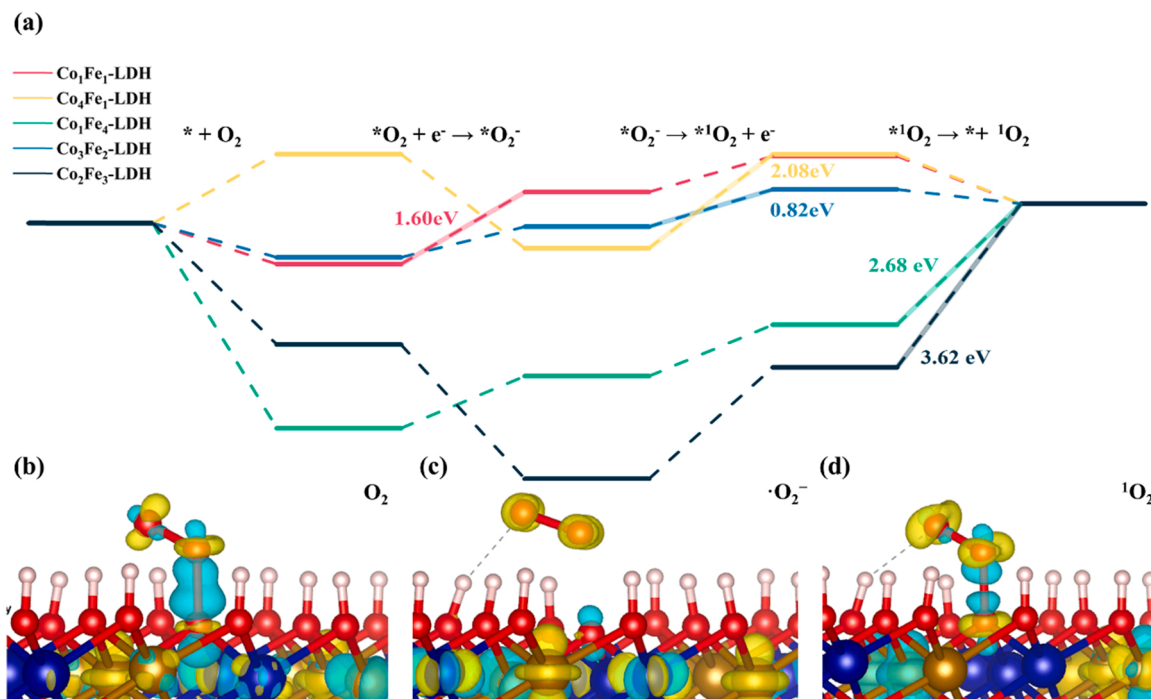 (a)
Co₁Fe₁-LDH
Co₄Fe₁-LDH
Co₁Fe₄-LDH
Co₃Fe₂-LDH
Co₂Fe₃-LDH
* + O₂
*O₂ + e⁻ → *O₂⁻
*O₂⁻ → *¹O₂ + e⁻
*¹O₂ → *+ ¹O₂
1.60eV
2.08eV
0.82eV
2.68 eV
3.62 eV
(b)
O₂
(c)
·O₂⁻
(d)
¹O₂
y